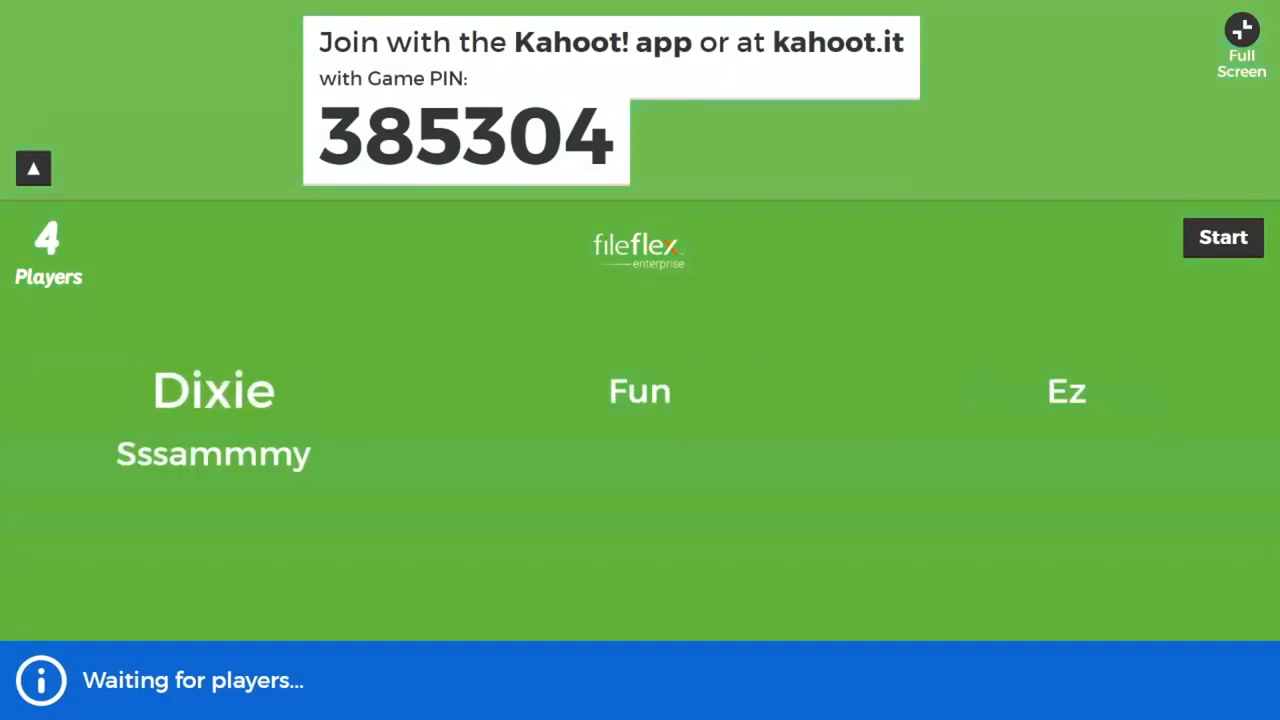 Join with the Kahoot! app or at kahoot.it
with Game PIN:
385304
Full
Screen
4
Players
fileflex
enterprise
Start
Dixie
Fun
Ez
Sssammmy
Waiting for players...